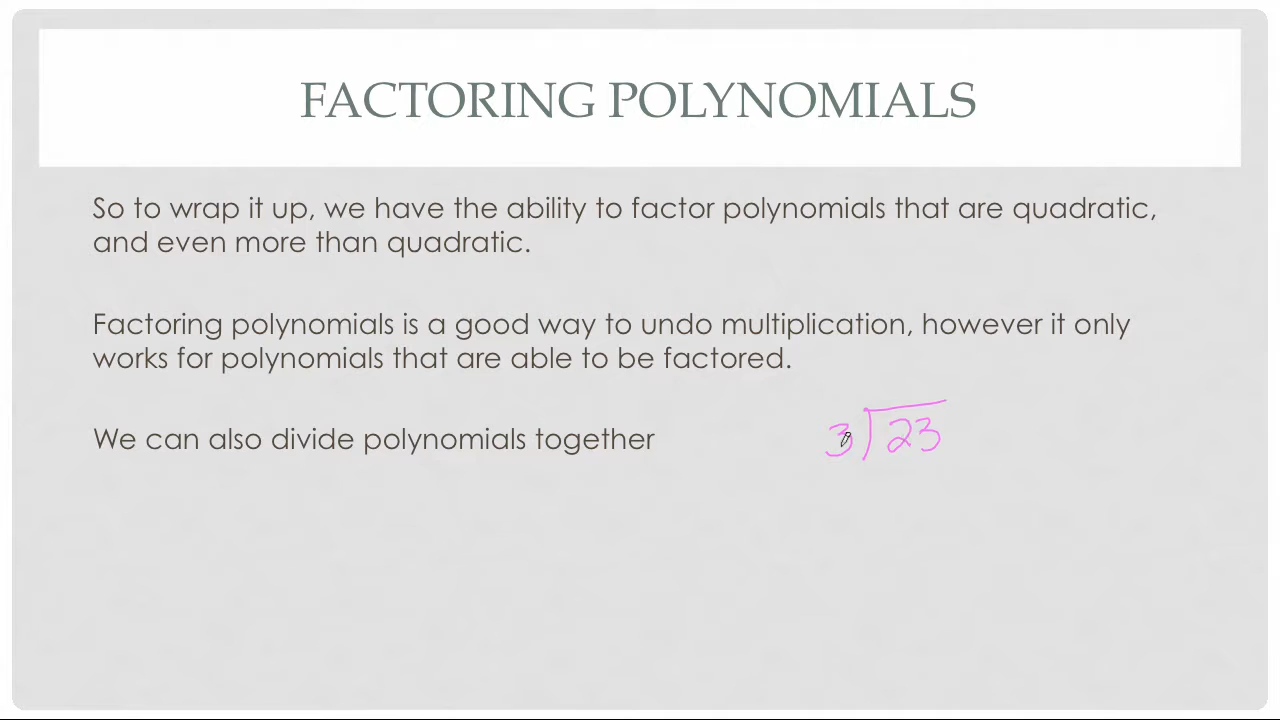 FACTORING POLYNOMIALS
So to wrap it up, we have the ability to factor polynomials that are quadratic,
and even more than quadratic.
Factoring polynomials is a good way to undo multiplication, however it only
works for polynomials that are able to be factored.
We can also divide polynomials together
3)23